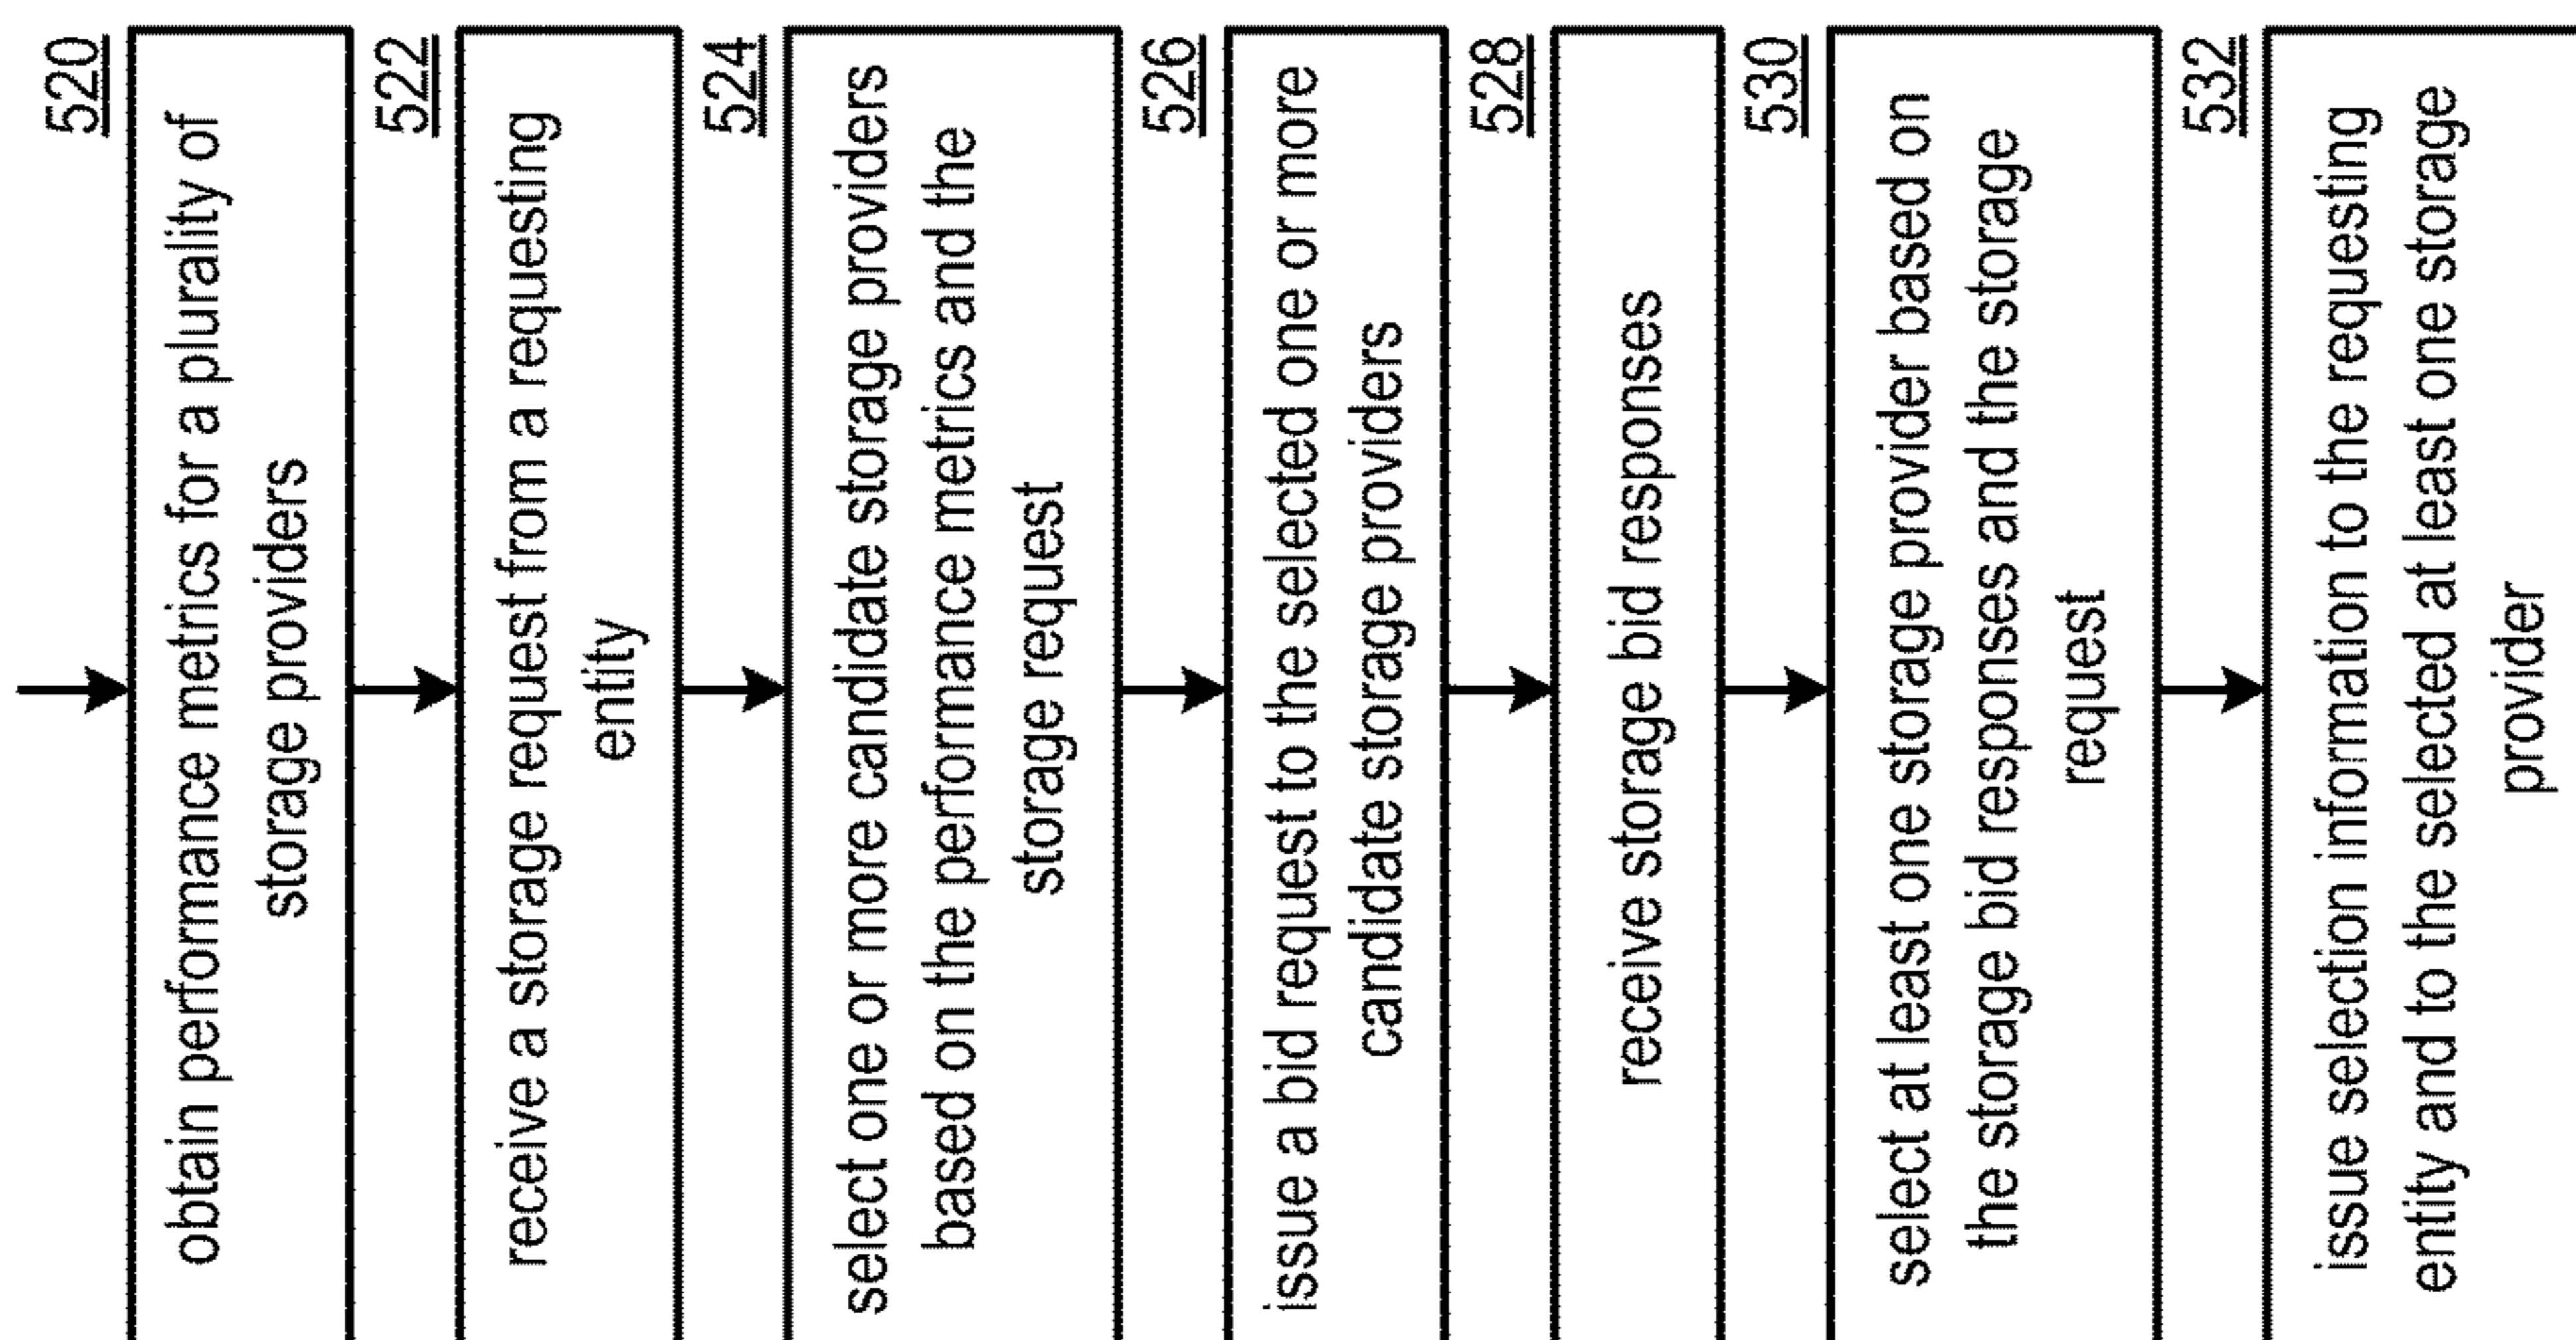 520
obtain performance metrics for a plurality of
storage providers
522
receive a storage request from a requesting
entity
524
select one or more candidate storage providers
based on the performance metrics and the
storage request
526
issue a bid request to the selected one or more
candidate storage providers
528
receive storage bid responses
530
select at least one storage provider based on
the storage bid responses and the storage
request
532
issue selection information to the requesting
entity and to the selected at least one storage
provider